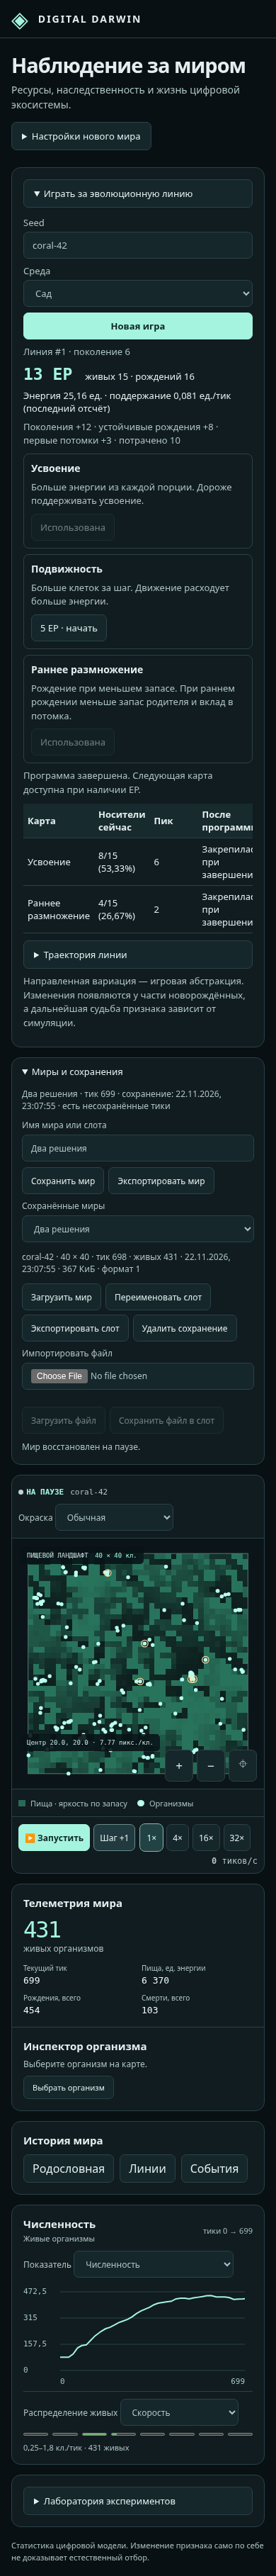 DIGITAL DARWIN
Наблюдение за миром
Ресурсы, наследственность и жизнь цифровой
экосистемы.
Настройки нового мира
Играть за эволюционную линию
Seed
coral-42
Среда
Сад
Новая игра
Линия #1 · поколение 6
13 EP живых 15 · рождений 16
Энергия 25,16 ед. · поддержание 0,081 ед./тик
(последний отсчёт)
Поколения +12 · устойчивые рождения +8 ·
первые потомки +3 · потрачено 10
Усвоение
Больше энергии из каждой порции. Дороже
поддерживать усвоение.
Использована
Подвижность
Больше клеток за шаг. Движение расходует
больше энергии.
5 EP · начать
Раннее размножение
Рождение при меньшем запасе. При раннем
рождении меньше запас родителя и вклад в
потомка.
Использована
Программа завершена. Следующая карта
доступна при наличии EP.
Карта Носители сейчас Пик После программ
Усвоение 8/15 (53,33%) 6 Закрепилас при завершени
Раннее размножение 4/15 (26,67%) 2 Закрепилас при завершени
Траектория линии
Направленная вариация — игровая абстракция.
Изменения появляются у части новорождённых,
а дальнейшая судьба признака зависит от
симуляции.
Миры и сохранения
Два решения · тик 699 · сохранение: 22.11.2026,
23:07:55 · есть несохранённые тики
Имя мира или слота
Два решения
Сохранить мир Экспортировать мир
Сохранённые миры
Два решения
coral-42 · 40 × 40 · тик 698 · живых 431 · 22.11.2026,
23:07:55 · 367 КиБ · формат 1
Загрузить мир Переименовать слот
Экспортировать слот Удалить сохранение
Импортировать файл
Choose File No file chosen
Загрузить файл Сохранить файл в слот
Мир восстановлен на паузе.
НА ПАУЗЕ coral-42
Окраска Обычная
ПИЩЕВОЙ ЛАНДШАФТ 40 × 40 кл.
Центр 20.0, 20.0 · 7.77 пикс./кл.
+ −
Пища · яркость по запасу Организмы
Запустить Шаг +1 1× 4× 16× 32×
0 тиков/с
Телеметрия мира
431
живых организмов
Текущий тик Пища, ед. энергии
699 6 370
Рождения, всего Смерти, всего
454 103
Инспектор организма
Выберите организм на карте.
Выбрать организм
История мира
Родословная Линии События
Численность тики 0 → 699
Живые организмы
Показатель Численность
472,5
315
157,5
0
0 699
Распределение живых Скорость
0,25–1,8 кл./тик · 431 живых
Лаборатория экспериментов
Статистика цифровой модели. Изменение признака само по себе
не доказывает естественный отбор.